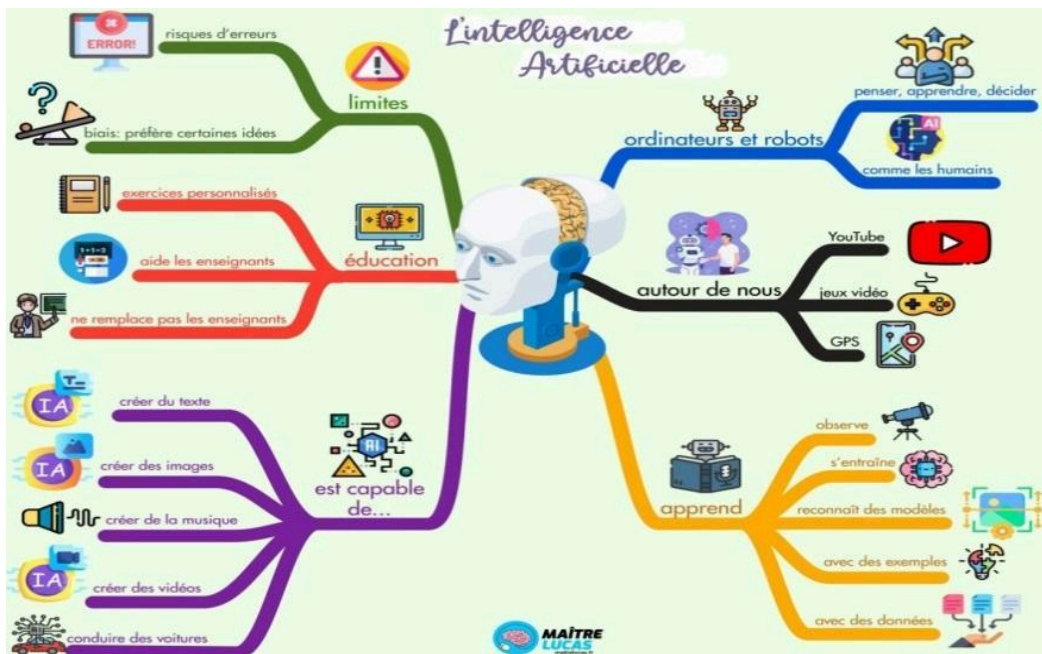 L'intelligence
Artificielle
ERROR!
risques d'erreurs
limites
biais: préfère certaines idées
exercices personnalisés
éducation
aide les enseignants
ne remplace pas les enseignants
IA
créer du texte
IA
créer des images
est capable
de...
AI
créer de la musique
IA
créer des vidéos
conduire des voitures
penser, apprendre, décider
ordinateurs et robots
AI
comme les humains
YouTube
autour de nous
jeux vidéo
GPS
observe
s'entraîne
apprend
reconnaît des modèles
avec des exemples
avec des données
MAÎTRE
LUCAS